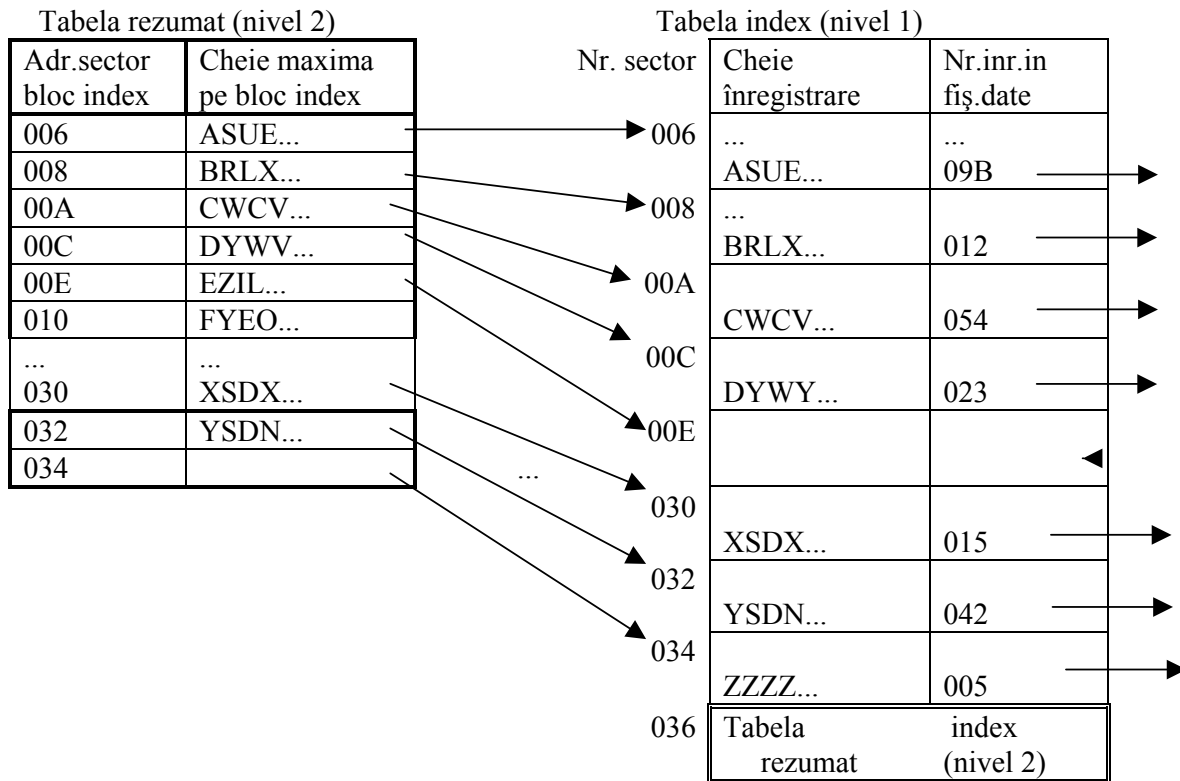 Tabela rezumat (nivel 2)
Adr.sector bloc index Cheie maxima pe bloc index
006 ASUE...
008 BRLX...
00A CWCV...
00C DYWV...
00E EZIL...
010 FYEO...
... ...
030 XSDX...
032 YSDN...
034
...
Tabela index (nivel 1)
Nr. sector Cheie înregistrare Nr.inr.in fiş.date
006 ... ...
ASUE... 09B
008 ...
BRLX... 012
00A
CWCV... 054
00C
DYWY... 023
00E
030
XSDX... 015
032
YSDN... 042
034
ZZZZ... 005
036 Tabela index
rezumat (nivel 2)